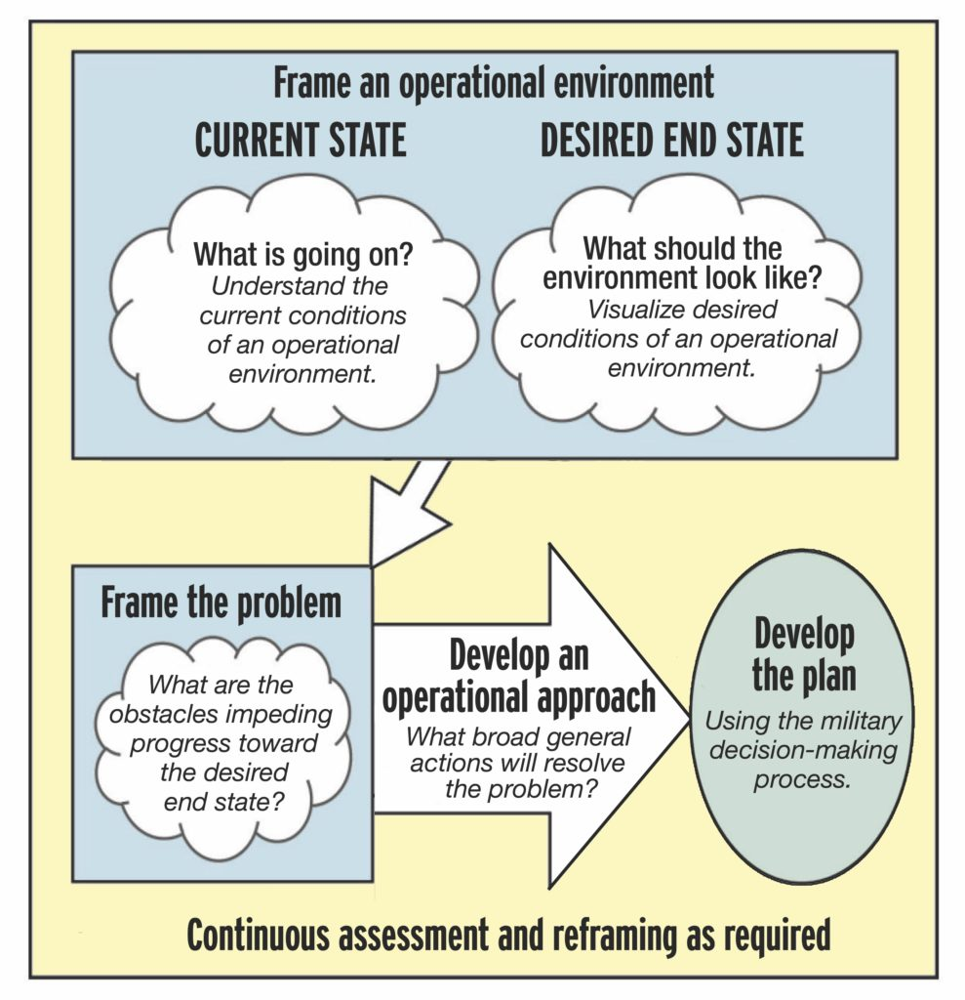 Frame an operational environment
CURRENT STATE
What is going on?
Understand the
current conditions
of an operational
environment.
DESIRED END STATE
What should the
environment look like?
Visualize desired
conditions of an operational
environment.
Frame the problem
What are the
obstacles impeding
progress toward
the desired
end state?
Develop an
operational approach
What broad general
actions will resolve
the problem?
Develop
the plan
Using the military
decision-making
process.
Continuous assessment and reframing as required